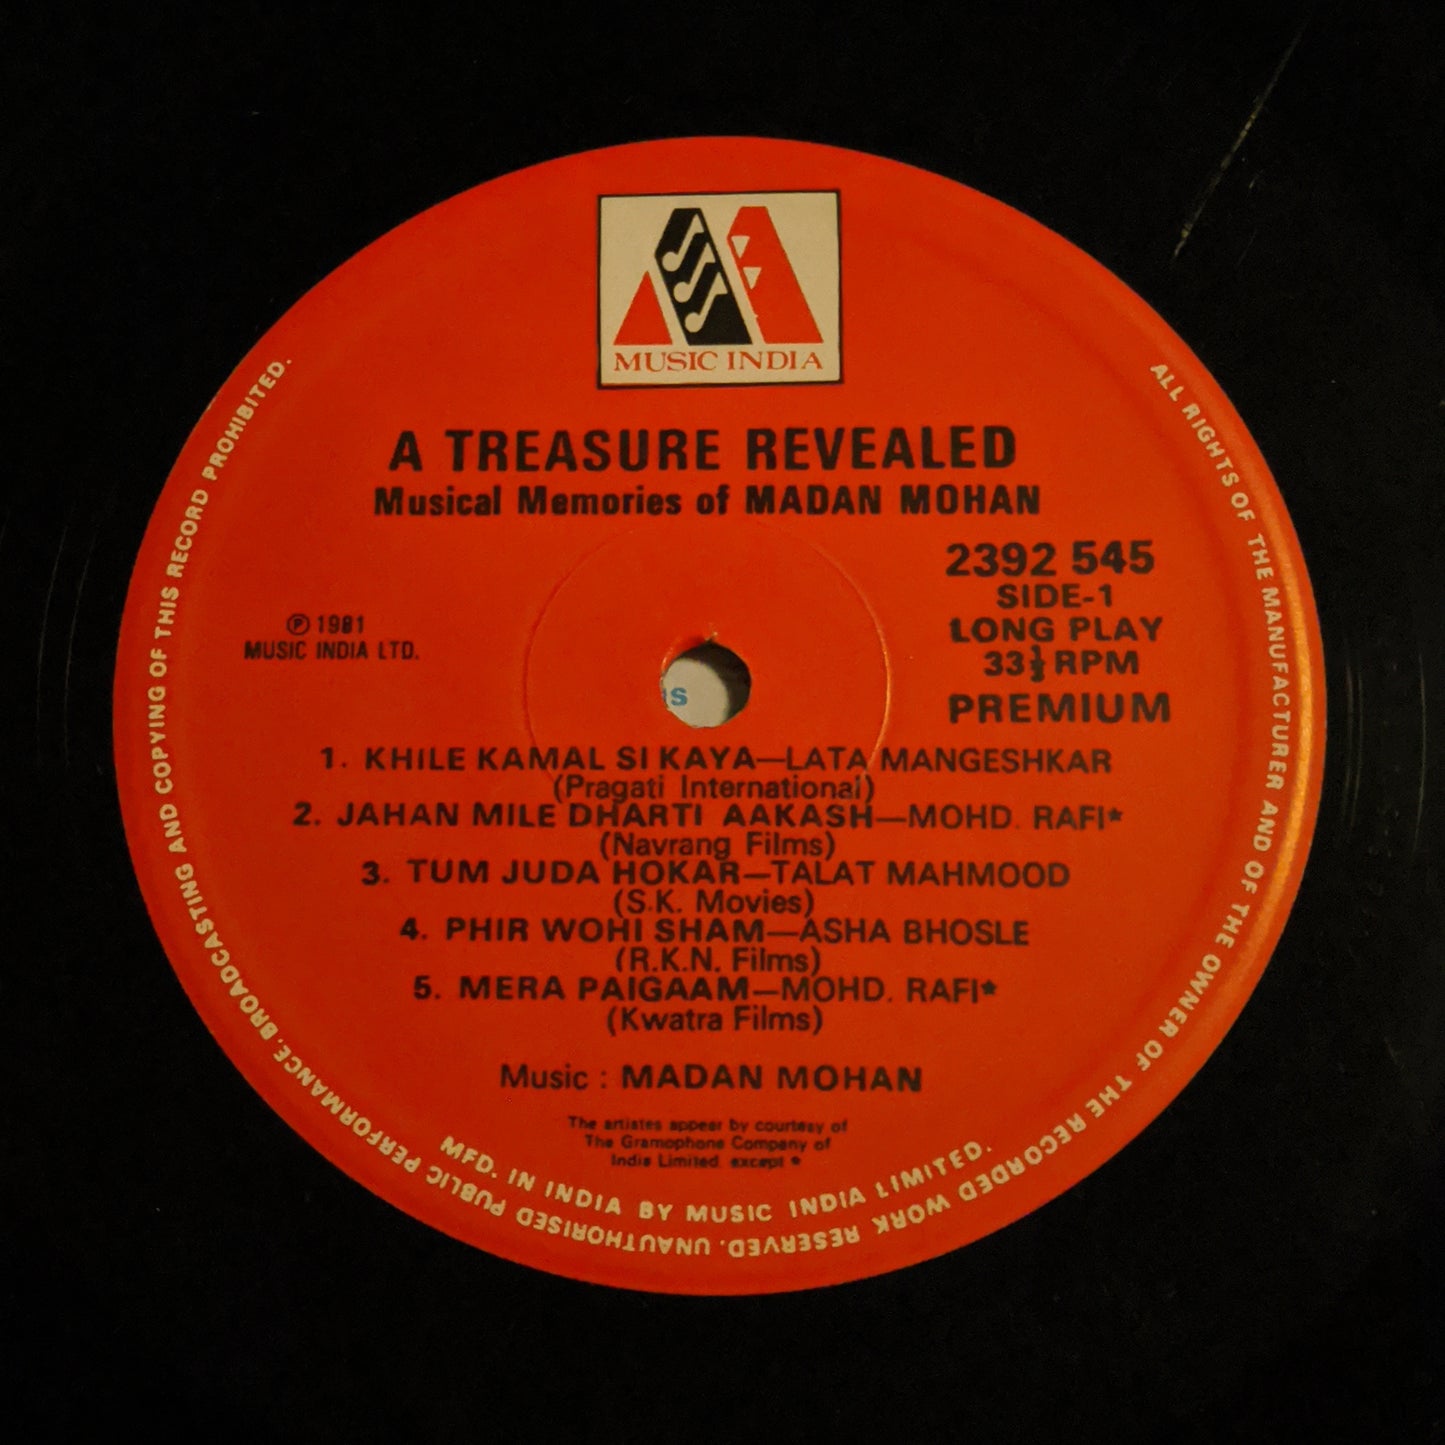 MUSIC INDIA
A TREASURE REVEALED
Musical Memories of MADAN MOHAN
2392 545
SIDE-1
LONG PLAY
33⅓ RPM
PREMIUM
℗ 1981
MUSIC INDIA LTD.
1. KHILE KAMAL SI KAYA—LATA MANGESHKAR
(Pragati International)
2. JAHAN MILE DHARTI AAKASH—MOHD. RAFI*
(Navrang Films)
3. TUM JUDA HOKAR—TALAT MAHMOOD
(S.K. Movies)
4. PHIR WOHI SHAM—ASHA BHOSLE
(R.K.N. Films)
5. MERA PAIGAAM—MOHD. RAFI*
(Kwatra Films)
Music : MADAN MOHAN
The artistes appear by courtesy of
The Gramophone Company of
India Limited. except *
MFD. IN INDIA BY MUSIC INDIA LIMITED.
ALL RIGHTS OF THE MANUFACTURER AND OF THE OWNER OF THE RECORDED WORK RESERVED. UNAUTHORISED PUBLIC PERFORMANCE. BROADCASTING AND COPYING OF THIS RECORD PROHIBITED.